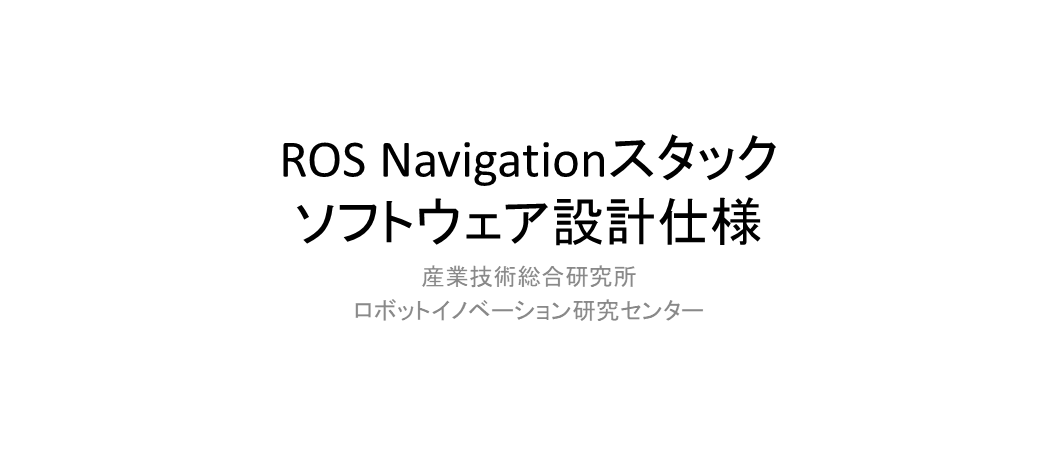 ROS Navigationスタック
ソフトウェア設計仕様
産業技術総合研究所
ロボットイノベーション研究センター